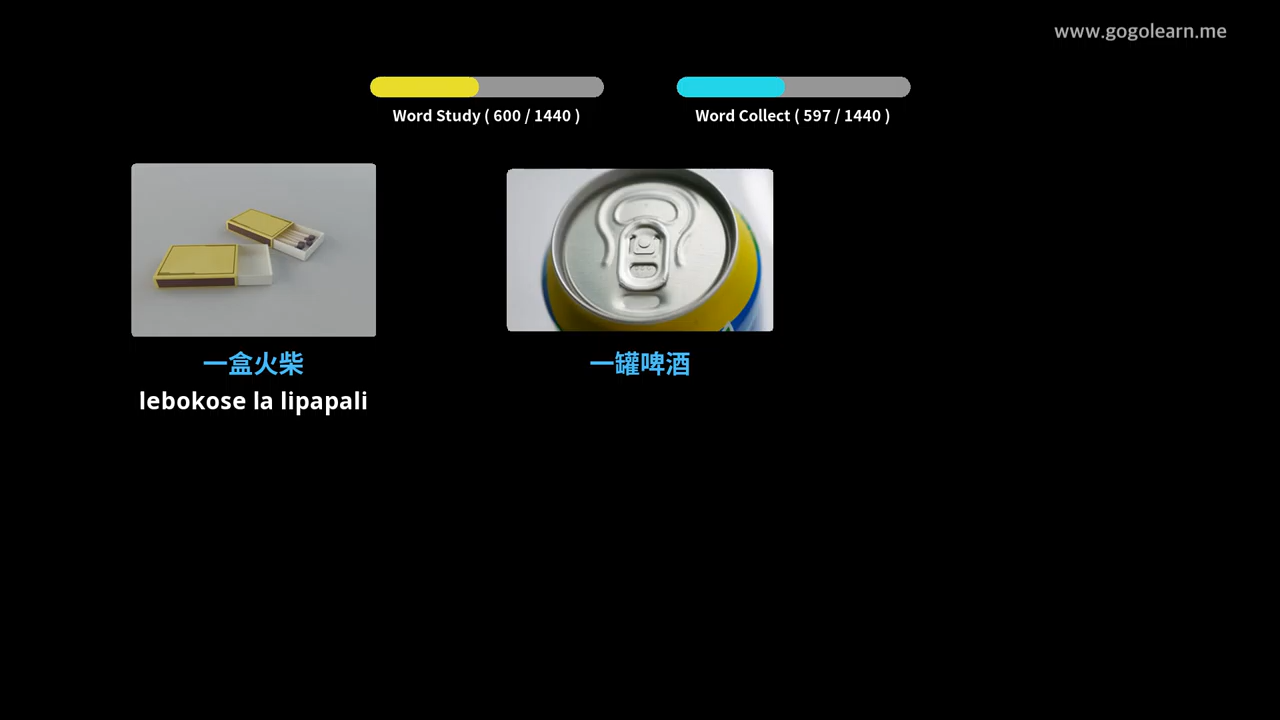 www.gogolearn.me
Word Study ( 600 / 1440 )
Word Collect ( 597 / 1440 )
一盒火柴
lebokose la lipapali
一罐啤酒